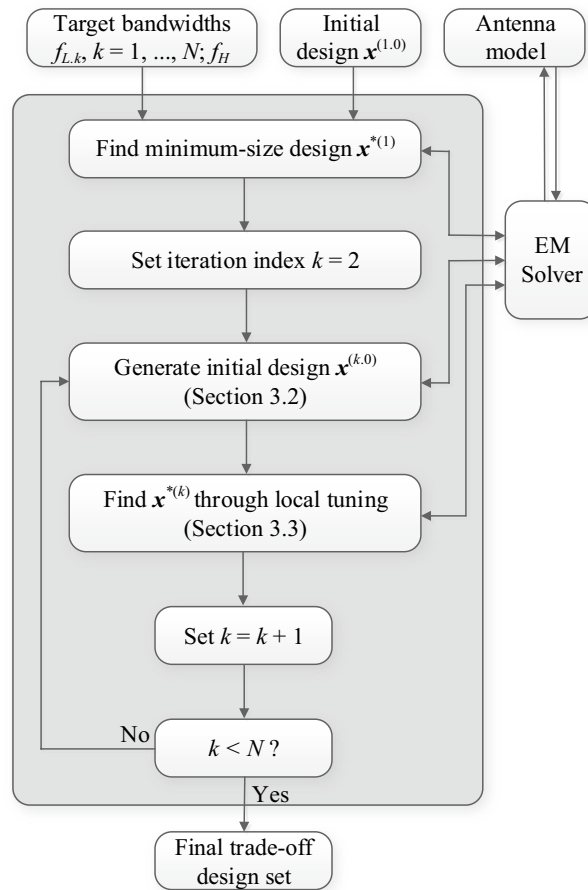 Target bandwidths
f_{L.k}, k = 1, ..., N; f_H
Initial
design x^{(1.0)}
Antenna
model
Find minimum-size design x^{*(1)}
Set iteration index k = 2
EM
Solver
Generate initial design x^{(k.0)}
(Section 3.2)
Find x^{*(k)} through local tuning
(Section 3.3)
Set k = k + 1
No
k < N ?
Yes
Final trade-off
design set